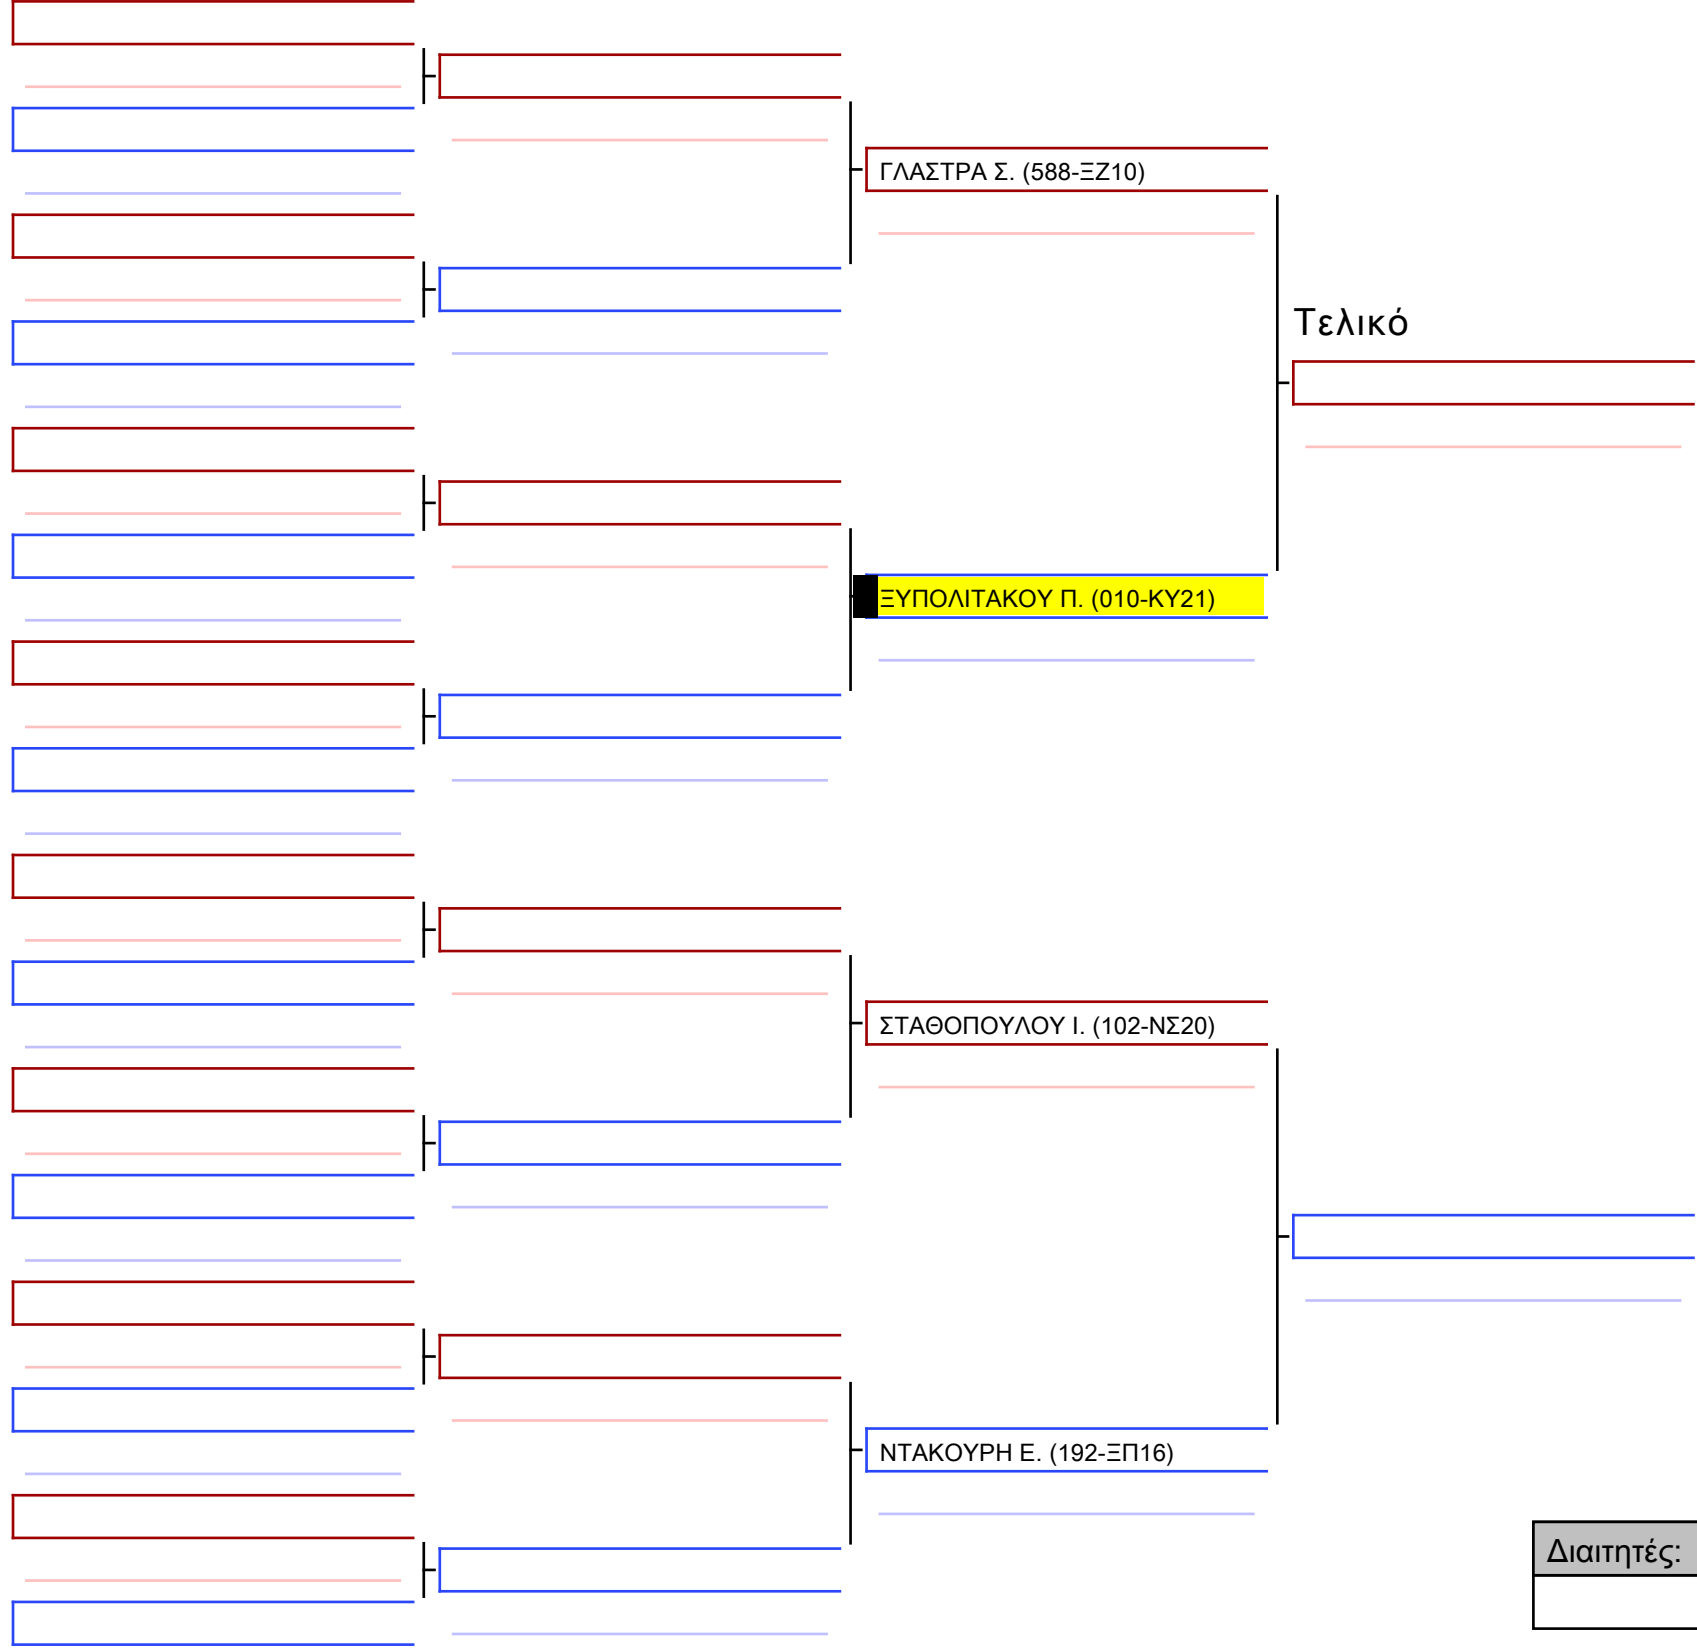 ΓΛΑΣΤΡΑ Σ. (588-ΞΖ10)
Τελικό
ΞΥΠΟΛΙΤΑΚΟΥ Π. (010-ΚΥ21)
ΣΤΑΘΟΠΟΥΛΟΥ Ι. (102-ΝΣ20)
ΝΤΑΚΟΥΡΗ Ε. (192-ΞΠ16)
Διαιτητές: